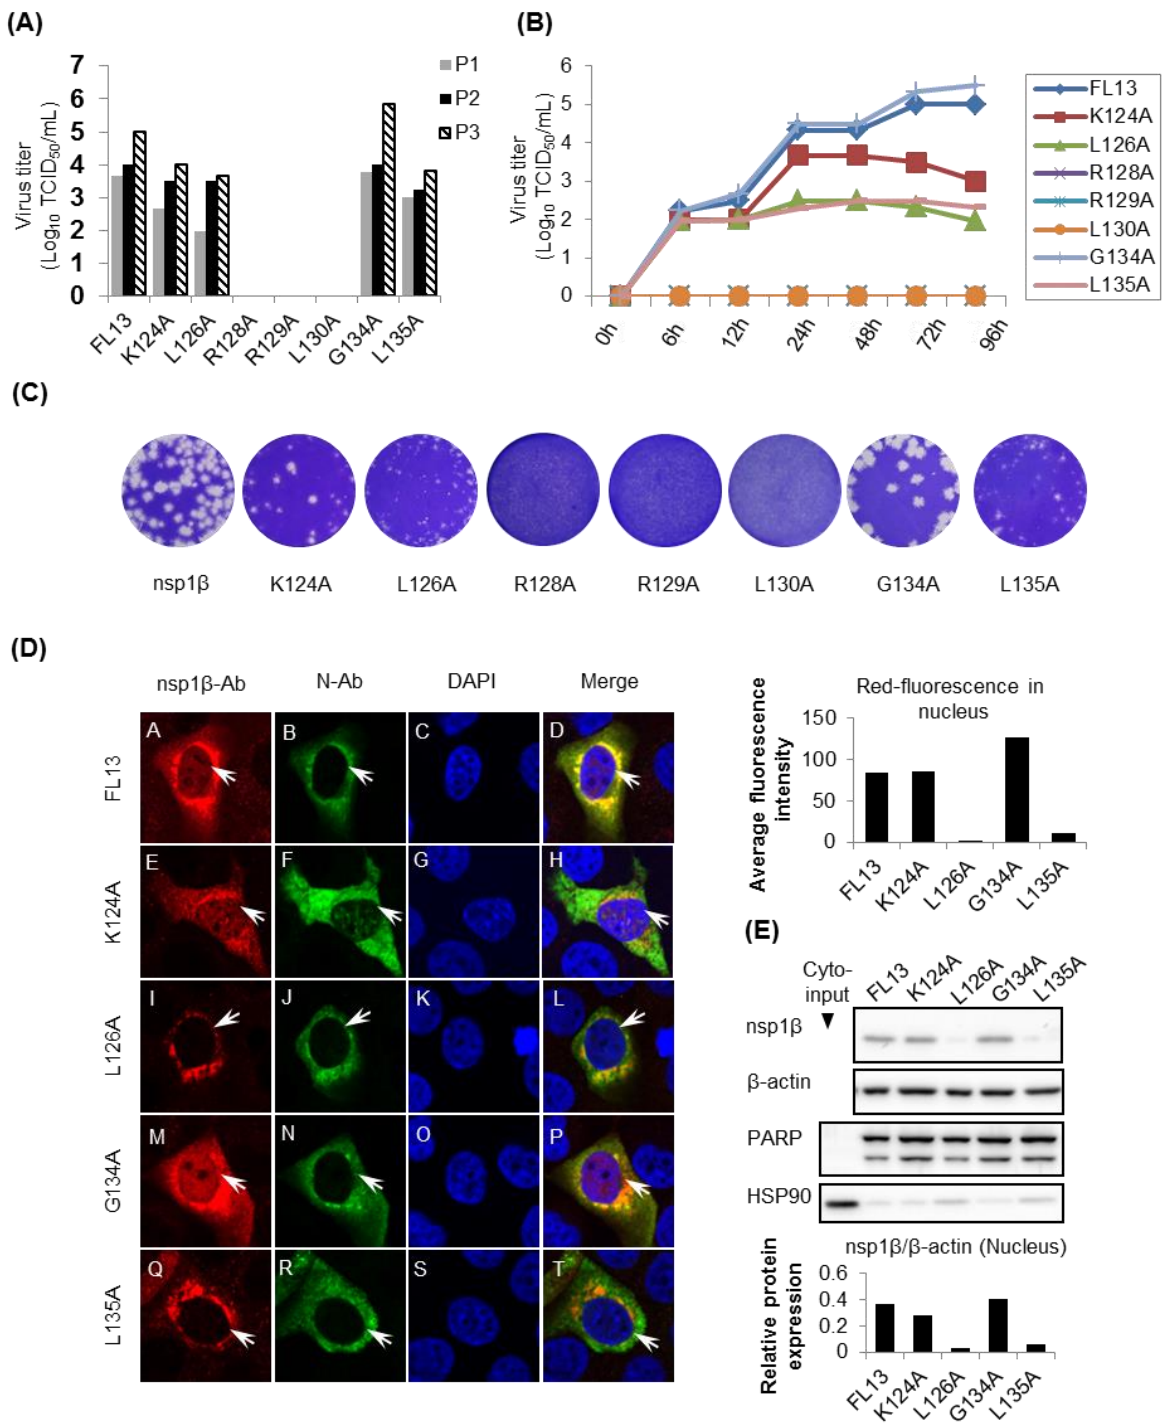 (A)
7
6
5
4
3
2
1
0
Virus titer
(Log10 TCID50/mL)
P1
P2
P3
FL13
K124A
L126A
R128A
R129A
L130A
G134A
L135A
(B)
6
5
4
3
2
1
0
Virus titer
(Log10 TCID50/mL)
0h
6h
12h
24h
48h
72h
96h
FL13
K124A
L126A
R128A
R129A
L130A
G134A
L135A
(C)
nsp1β K124A L126A R128A R129A L130A G134A L135A
(D)
nsp1β-Ab N-Ab DAPI Merge
FL13
A B C D
K124A
E F G H
L126A
I J K L
G134A
M N O P
L135A
Q R S T
Red-fluorescence in
nucleus
Average fluorescence
intensity
150
100
50
0
FL13
K124A
L126A
G134A
L135A
(E)
Cyto-
input
FL13
K124A
L126A
G134A
L135A
nsp1β
β-actin
PARP
HSP90
nsp1β/β-actin (Nucleus)
Relative protein
expression
0.6
0.4
0.2
0
FL13
K124A
L126A
G134A
L135A